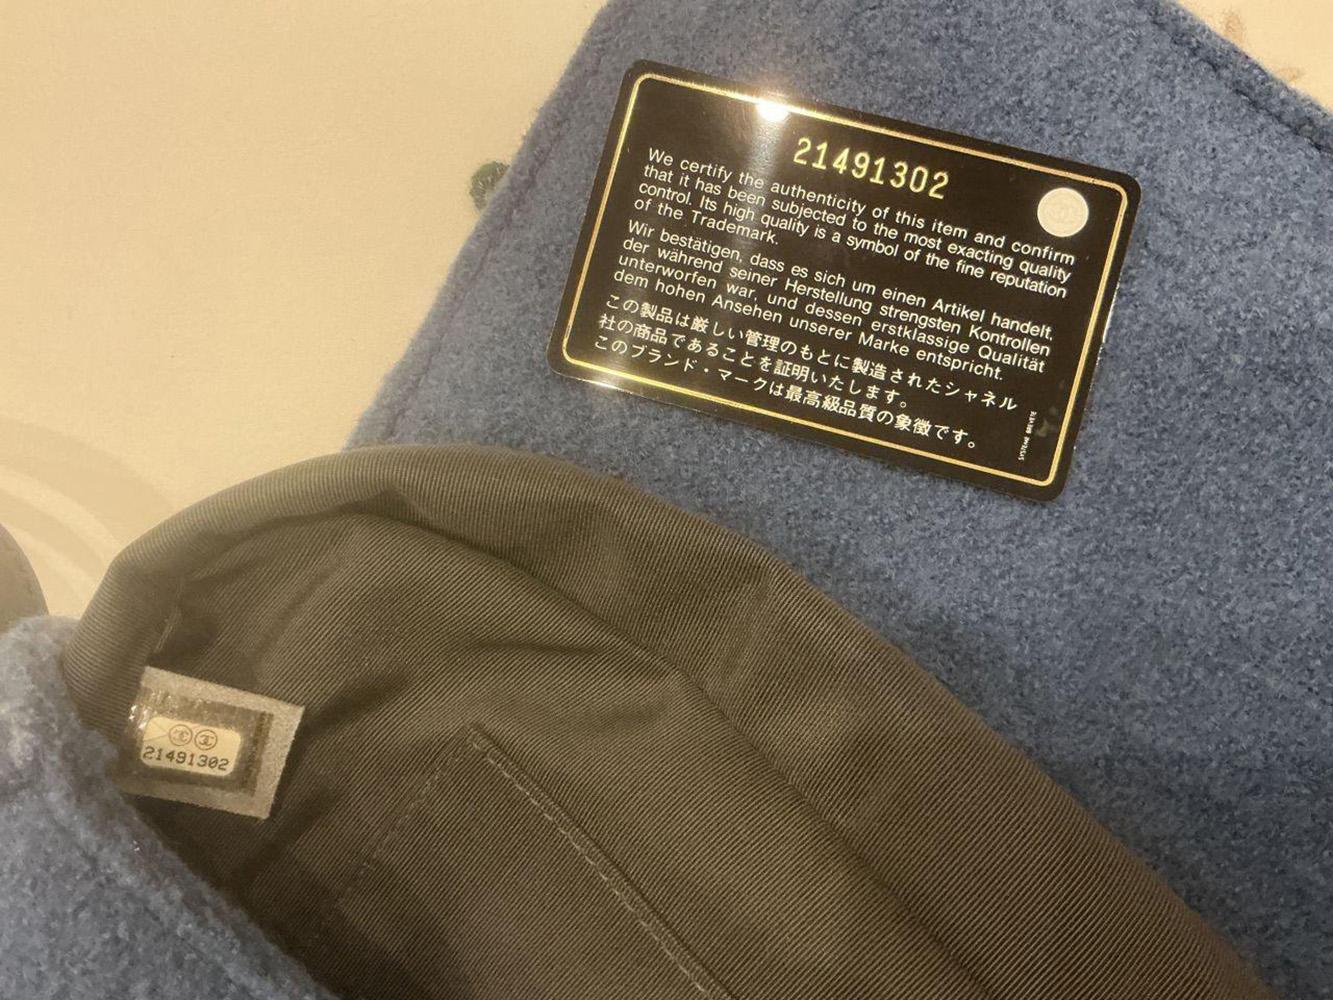 21491302
We certify the authenticity of this item and confirm
that it has been subjected to the most exacting quality
control. Its high quality is a symbol of the fine reputation
of the Trademark.
Wir bestätigen, dass es sich um einen Artikel handelt,
der während seiner Herstellung strengsten Kontrollen
unterworfen war, und dessen erstklassige Qualität
dem hohen Ansehen unserer Marke entspricht.
この製品は厳しい管理のもとに製造されたシャネル
社の商品であることを証明いたします。
このブランド・マークは最高級品質の象徴です。
SYSTEME BREVETE
21491302